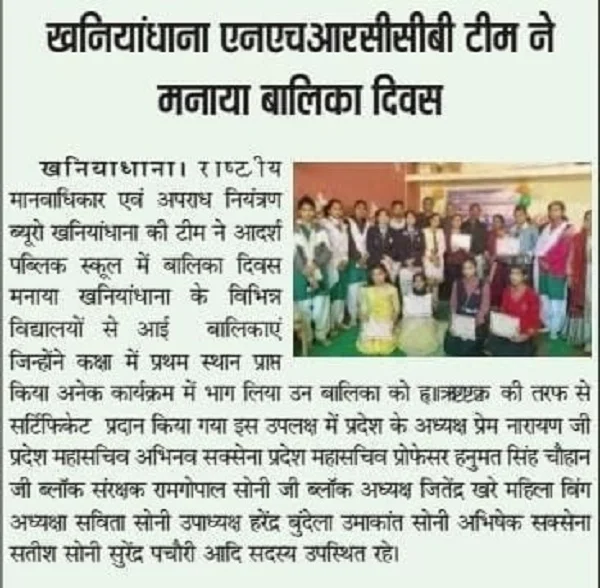 खनियांधाना एनएचआरसीसीबी टीम ने
मनाया बालिका दिवस
खनियाधाना। राष्ट्रीय
मानवाधिकार एवं अपराध नियंत्रण
ब्यूरो खनियांधाना की टीम ने आदर्श
पब्लिक स्कूल में बालिका दिवस
मनाया खनियांधाना के विभिन्न
विद्यालयों से आई बालिकाएं
जिन्होंने कक्षा में प्रथम स्थान प्राप्त
किया अनेक कार्यक्रम में भाग लिया उन बालिका को की तरफ से
सर्टिफिकेट प्रदान किया गया इस उपलक्ष में प्रदेश के अध्यक्ष प्रेम नारायण जी
प्रदेश महासचिव अभिनव सक्सेना प्रदेश महासचिव प्रोफेसर हनुमत सिंह चौहान
जी ब्लॉक संरक्षक रामगोपाल सोनी जी ब्लॉक अध्यक्ष जितेंद्र खरे महिला विंग
अध्यक्षा सविता सोनी उपाध्यक्ष हरेंद्र बुंदेला उमाकांत सोनी अभिषेक सक्सेना
सतीश सोनी सुरेंद्र पचौरी आदि सदस्य उपस्थित रहे।